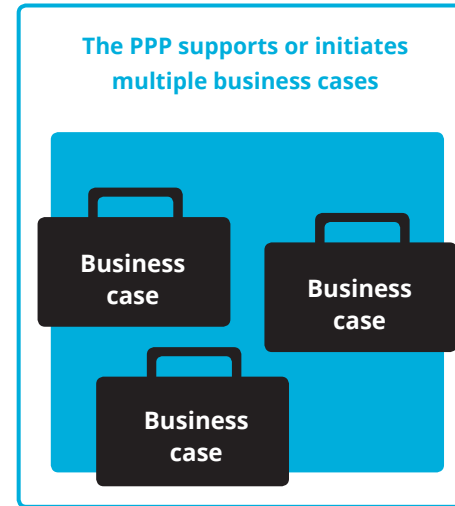 The PPP supports or initiates
multiple business cases
Business
case
Business
case
Business
case